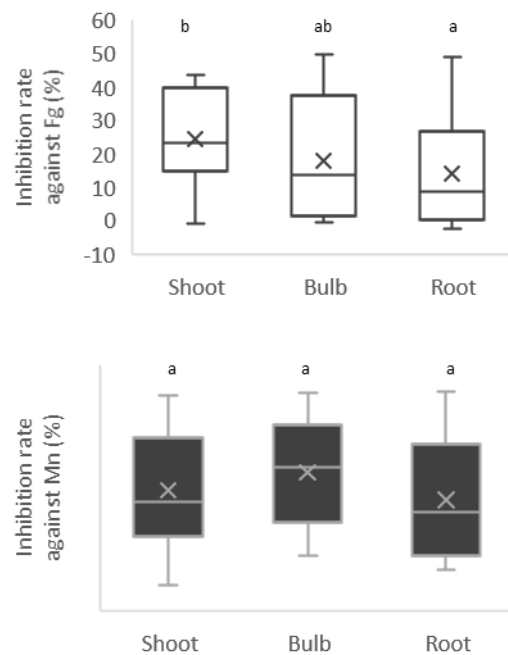 60
50
40
30
20
10
0
-10
Inhibition rate
against Fg (%)
b ab a
Shoot Bulb Root
Inhibition rate
against Mn (%)
a a a
Shoot Bulb Root